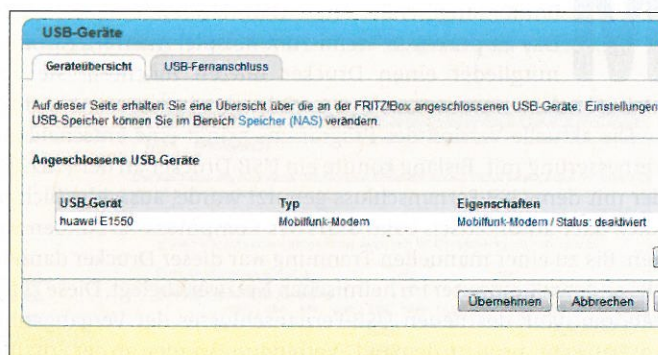 USB-Geräte
Geräteübersicht USB-Fernanschluss
Auf dieser Seite erhalten Sie eine Übersicht über die an der FRITZ!Box angeschlossenen USB-Geräte. Einstellungen
USB-Speicher können Sie im Bereich Speicher (NAS) verändern.
Angeschlossene USB-Geräte
USB-Gerät Typ Eigenschaften
huawei E1550 Mobilfunk-Modem Mobilfunk-Modem / Status: deaktiviert
Übernehmen Abbrechen